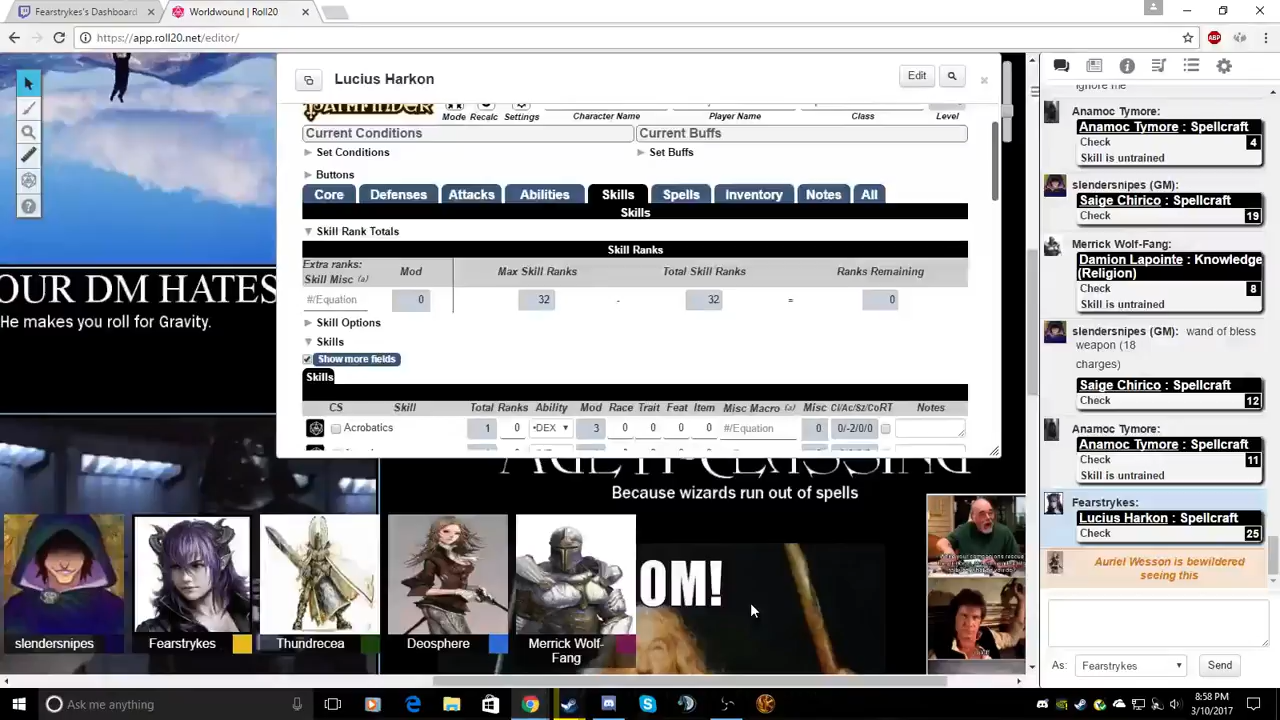 Fearstrykes's Dashboard
Worldwound | Roll20
https://app.roll20.net/editor/
ABP
Lucius Harkon
Edit
PATHFINDER
Mode Recalc Settings
Character Name
Player Name
Class
Level
Current Conditions
Current Buffs
Set Conditions
Set Buffs
Buttons
Core
Defenses
Attacks
Abilities
Skills
Spells
Inventory
Notes
All
Skills
Skill Rank Totals
Skill Ranks
Extra ranks:
Skill Misc (a)
Mod
Max Skill Ranks
Total Skill Ranks
Ranks Remaining
#/Equation
0
32
-
32
=
0
Skill Options
Skills
Show more fields
Skills
CS Skill Total Ranks Ability Mod Race Trait Feat Item Misc Macro (a) Misc Cl/Ac/Sz/Co RT Notes
Acrobatics 1 0 •DEX 3 0 0 0 0 #/Equation 0 0/-2/0/0
OUR DM HATES
He makes you roll for Gravity.
Because wizards run out of spells
OM!
slendersnipes
Fearstrykes
Thundrecea
Deosphere
Merrick Wolf-
Fang
ignore me
Anamoc Tymore:
Anamoc Tymore : Spellcraft
Check 4
Skill is untrained
slendersnipes (GM):
Saige Chirico : Spellcraft
Check 19
Merrick Wolf-Fang:
Damion Lapointe : Knowledge
(Religion)
Check 8
Skill is untrained
slendersnipes (GM): wand of bless
weapon (18
charges)
Saige Chirico : Spellcraft
Check 12
Anamoc Tymore:
Anamoc Tymore : Spellcraft
Check 11
Skill is untrained
Fearstrykes:
Lucius Harkon : Spellcraft
Check 25
Auriel Wesson is bewildered
seeing this
As: Fearstrykes
Send
Ask me anything
8:58 PM
3/10/2017